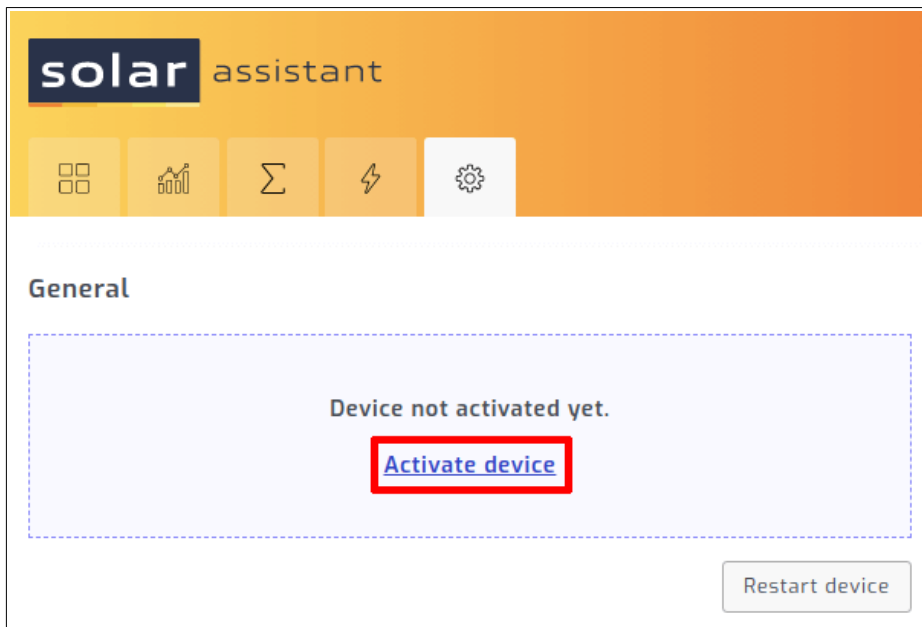 solar assistant
General
Device not activated yet.
Activate device
Restart device